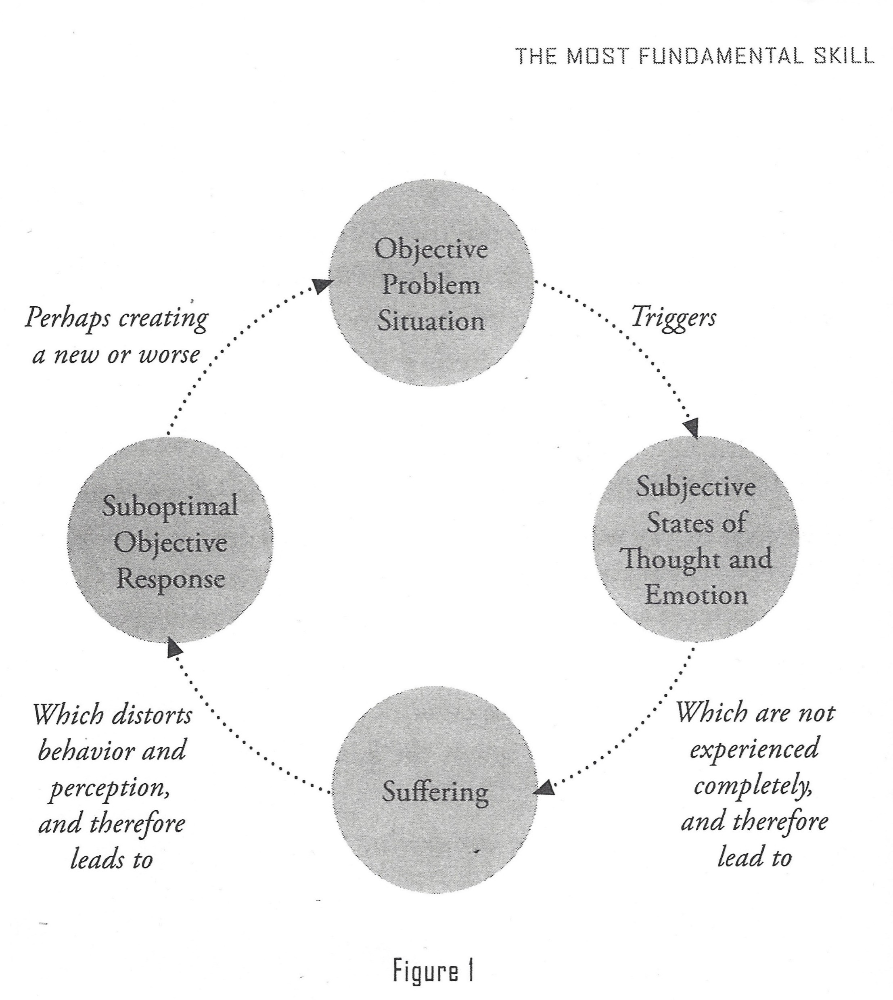 THE MOST FUNDAMENTAL SKILL
Objective
Problem
Situation
Triggers
Subjective
States of
Thought and
Emotion
Which are not
experienced
completely,
and therefore
lead to
Suffering
Which distorts
behavior and
perception,
and therefore
leads to
Suboptimal
Objective
Response
Perhaps creating
a new or worse
Figure 1